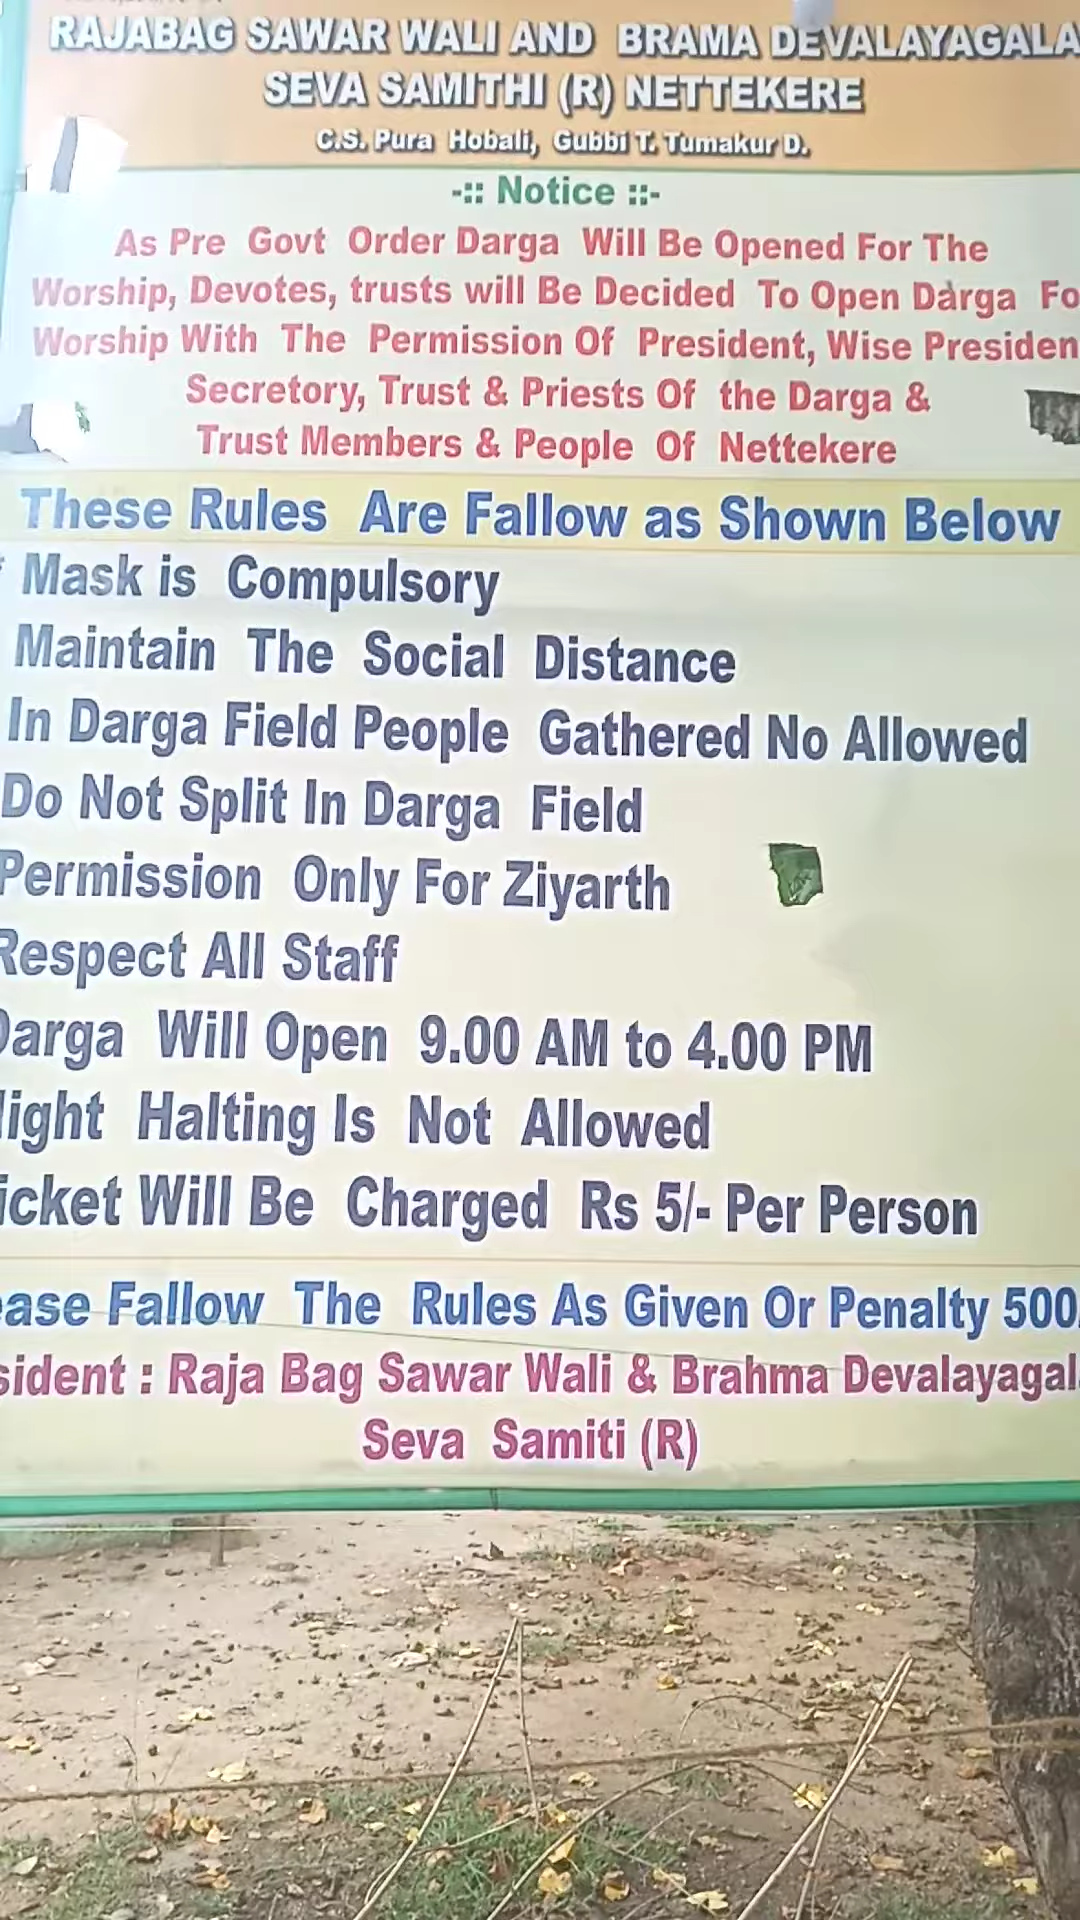 RAJABAG SAWAR WALI AND BRAMA DEVALAYAGALA
SEVA SAMITHI (R) NETTEKERE
C.S. Pura Hobali, Gubbi T. Tumakur D.
-:: Notice ::-
As Pre Govt Order Darga Will Be Opened For The
Worship, Devotes, trusts will Be Decided To Open Darga Fo
Worship With The Permission Of President, Wise Presiden
Secretory, Trust & Priests Of the Darga &
Trust Members & People Of Nettekere
These Rules Are Fallow as Shown Below
Mask is Compulsory
Maintain The Social Distance
In Darga Field People Gathered No Allowed
Do Not Split In Darga Field
Permission Only For Ziyarth
Respect All Staff
Darga Will Open 9.00 AM to 4.00 PM
ight Halting Is Not Allowed
icket Will Be Charged Rs 5/- Per Person
ease Fallow The Rules As Given Or Penalty 500
sident : Raja Bag Sawar Wali & Brahma Devalayagal
Seva Samiti (R)